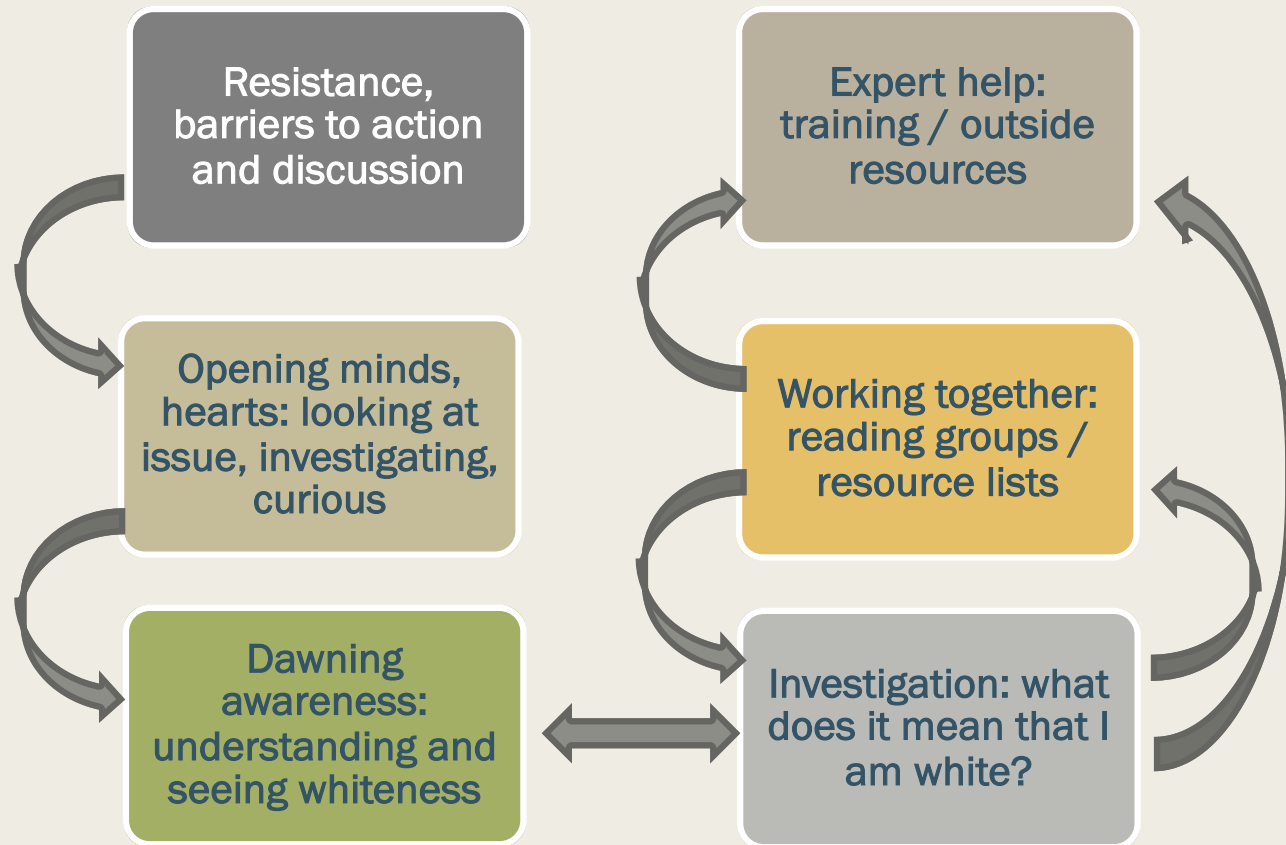 Resistance,
barriers to action
and discussion
Opening minds,
hearts: looking at
issue, investigating,
curious
Dawning
awareness:
understanding and
seeing whiteness
Expert help:
training / outside
resources
Working together:
reading groups /
resource lists
Investigation: what
does it mean that I
am white?